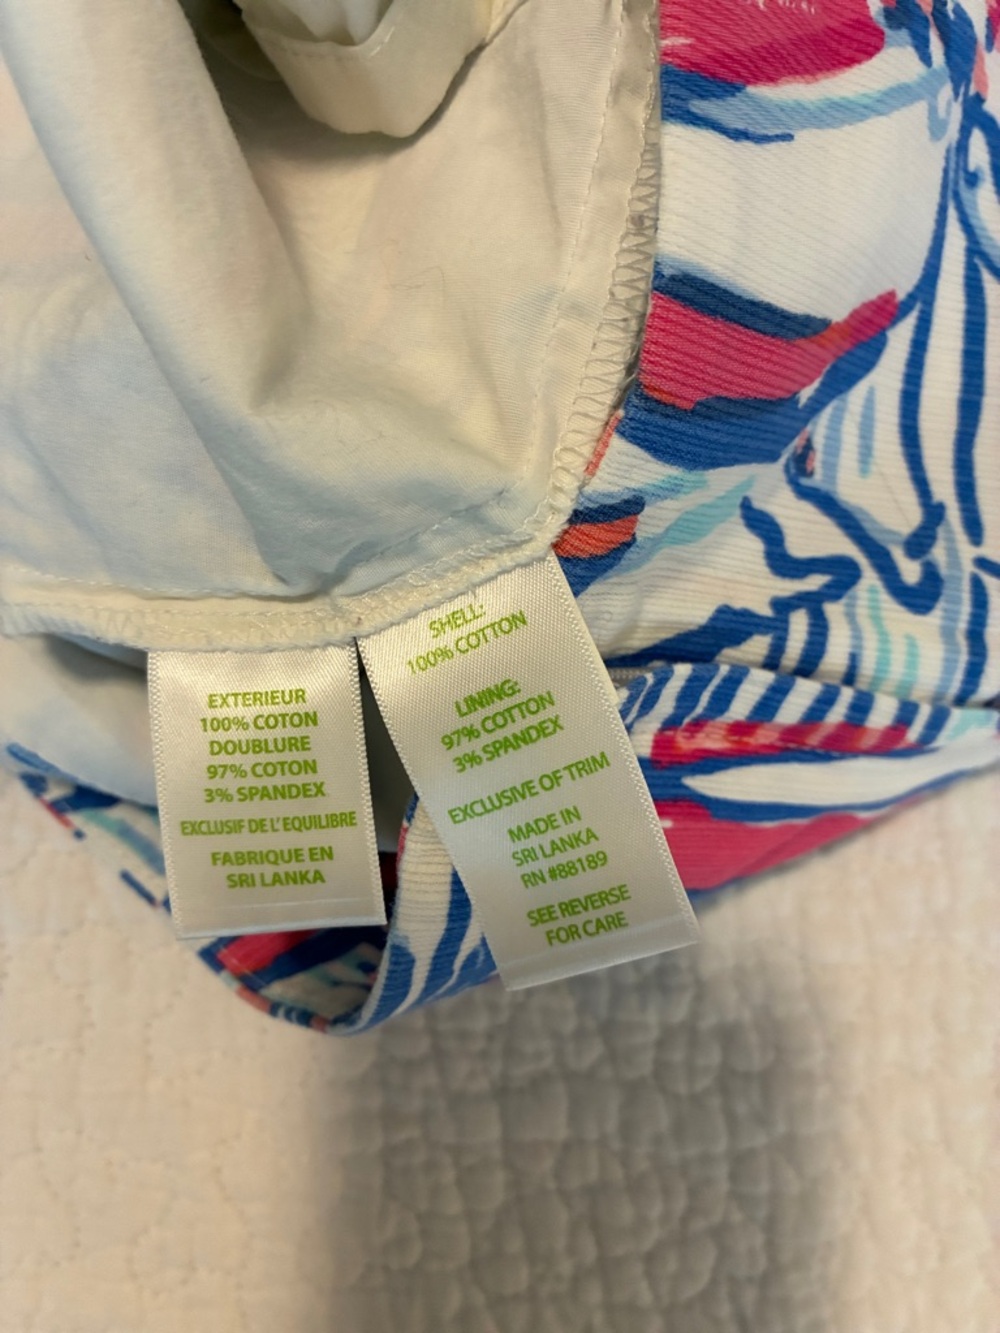 EXTERIEUR
100% COTON
DOUBLURE
97% COTON
3% SPANDEX
EXCLUSIF DE L'EQUILIBRE
FABRIQUE EN
SRI LANKA
SHELL:
100% COTTON
LINING:
97% COTTON
3% SPANDEX
EXCLUSIVE OF TRIM
MADE IN
SRI LANKA
RN #88189
SEE REVERSE
FOR CARE